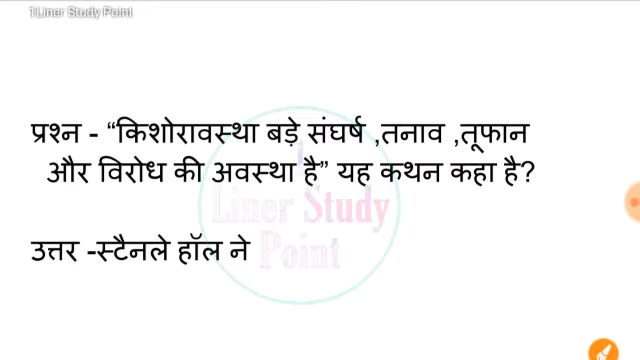 1Liner Study Point
प्रश्न - “किशोरावस्था बड़े संघर्ष ,तनाव ,तूफान
और विरोध की अवस्था है” यह कथन कहा है?
Liner Study
Point
उत्तर -स्टैनले हॉल ने